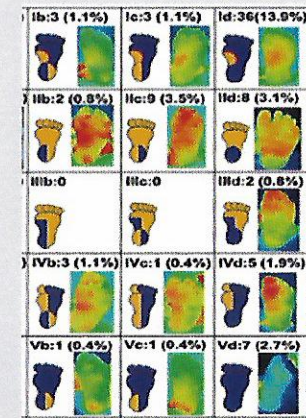 ) Ib:3 (1.1%) Ic:3 (1.1%) Id:36(13.9%)
IIb:2 (0.8%) IIc:9 (3.5%) IId:8 (3.1%)
) IIIb:0 IIIc:0 IIId:2 (0.8%)
IVb:3 (1.1%) IVc:1 (0.4%) IVd:5 (1.9%)
Vb:1 (0.4%) Vc:1 (0.4%) Vd:7 (2.7%)